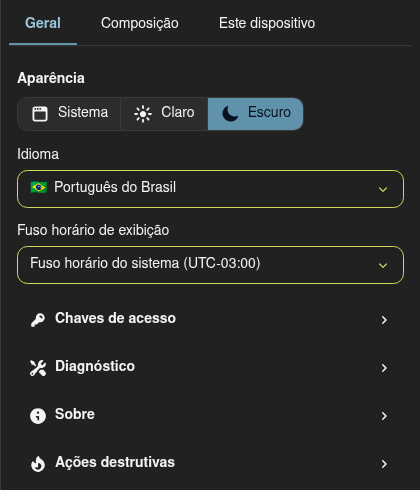 Geral Composição Este dispositivo
Aparência
Sistema Claro Escuro
Idioma
Português do Brasil
Fuso horário de exibição
Fuso horário do sistema (UTC-03:00)
Chaves de acesso
Diagnóstico
Sobre
Ações destrutivas